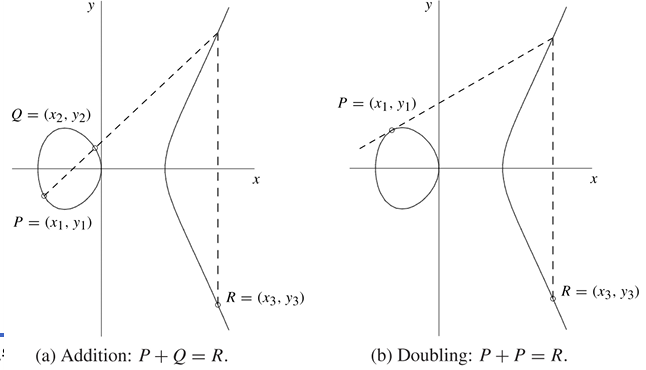 y
Q = (x₂, y₂)
x
P = (x₁, y₁)
R = (x₃, y₃)
(a) Addition: P + Q = R.
y
P = (x₁, y₁)
x
R = (x₃, y₃)
(b) Doubling: P + P = R.